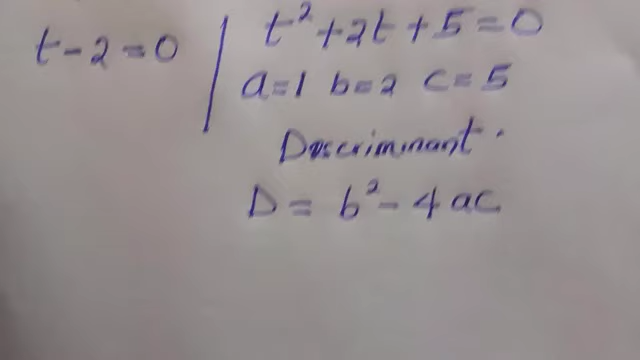 t - 2 = 0
t² + 2t + 5 = 0
a = 1 b = 2 c = 5
Discriminant.
D = b² - 4ac